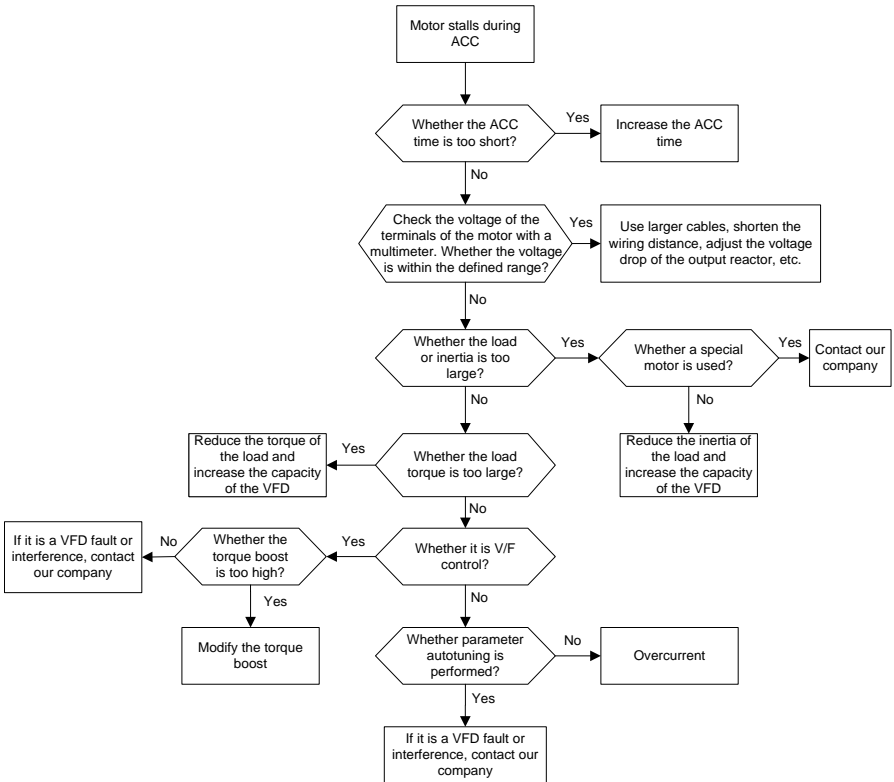 Motor stalls during
ACC
Whether the ACC
time is too short?
Yes
Increase the ACC
time
No
Check the voltage of the
terminals of the motor with a
multimeter. Whether the voltage
is within the defined range?
Yes
Use larger cables, shorten the
wiring distance, adjust the voltage
drop of the output reactor, etc.
No
Whether the load
or inertia is too
large?
Yes
Whether a special
motor is used?
Yes
Contact our
company
No
No
Reduce the torque of
the load and
increase the capacity
of the VFD
Yes
Whether the load
torque is too large?
Reduce the inertia of
the load and
increase the capacity
of the VFD
No
If it is a VFD fault or
interference, contact
our company
No
Whether the
torque boost
is too high?
Yes
Whether it is V/F
control?
Yes
No
Modify the torque
boost
Whether parameter
autotuning is
performed?
No
Overcurrent
Yes
If it is a VFD fault or
interference, contact our
company